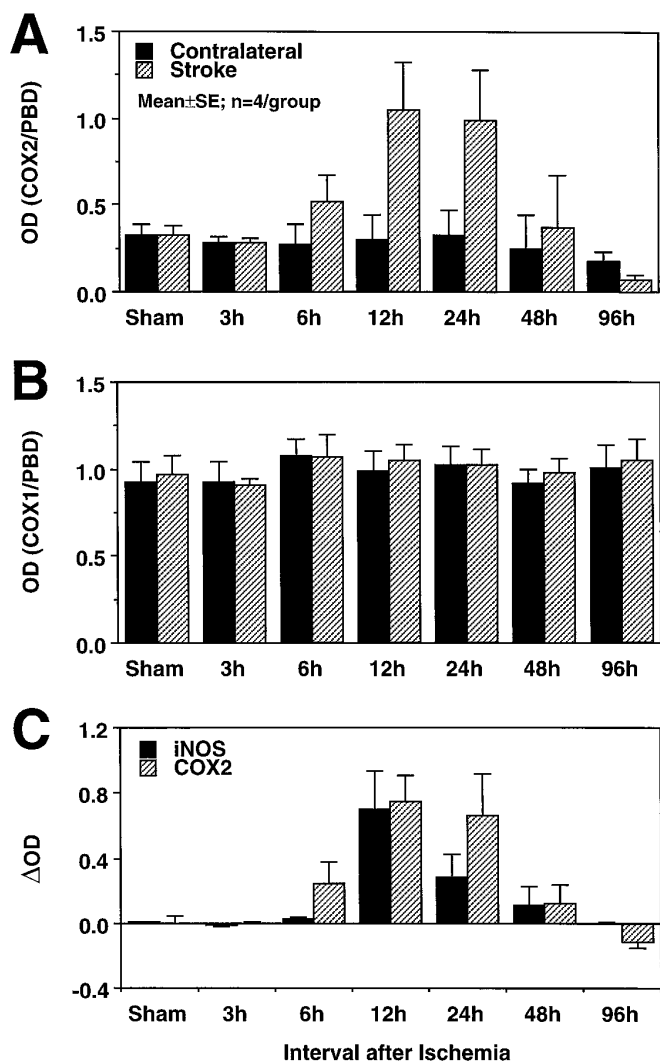 A
OD (COX2/PBD)
1.5
1.0
0.5
0.0
Contralateral
Stroke
Mean±SE; n=4/group
Sham 3h 6h 12h 24h 48h 96h
B
OD (COX1/PBD)
1.5
1.0
0.5
0.0
Sham 3h 6h 12h 24h 48h 96h
C
ΔOD
1.2
0.8
0.4
0.0
-0.4
iNOS
COX2
Sham 3h 6h 12h 24h 48h 96h
Interval after Ischemia